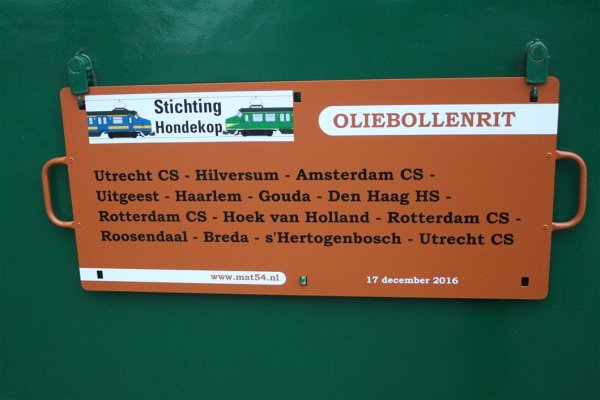 Stichting
Hondekop
OLIEBOLLENRIT
Utrecht CS - Hilversum - Amsterdam CS -
Uitgeest - Haarlem - Gouda - Den Haag HS -
Rotterdam CS - Hoek van Holland - Rotterdam CS -
Roosendaal - Breda - s'Hertogenbosch - Utrecht CS
www.mat54.nl
17 december 2016